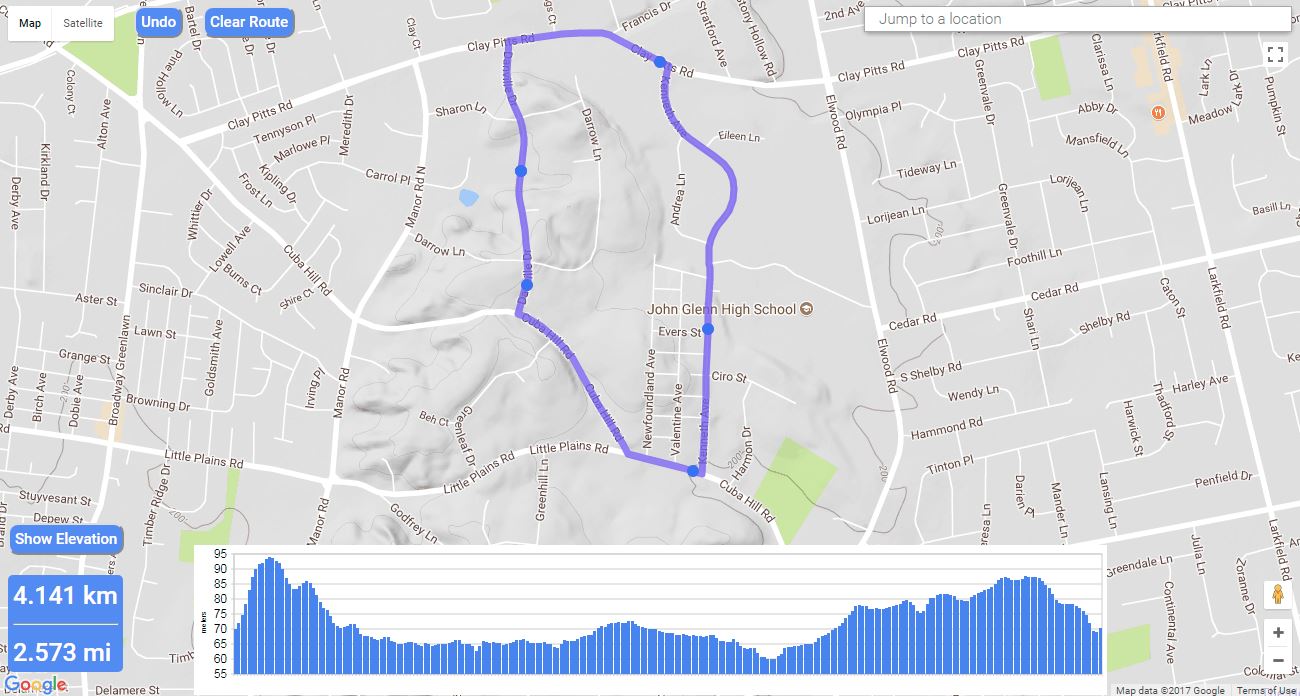 Map
Satellite
Undo
Clear Route
Jump to a location
Bartel Dr
Clay Ct
Francis Dr
Stratford Ave
Stony Hollow Rd
2nd Ave
Clay Pitts Rd
Clay Pitts Rd
Clay Pitts Rd
Clay Pitts Rd
Clay Pitts Rd
Larkfield Rd
Clarissa Ln
Lark Ln
Pumpkin St
Pine Hollow Ln
Colony Ct
Alton Ave
Danville Dr
Sharon Ln
Kenneth Ave
Greenvale Dr
Elwood Rd
Olympia Pl
Abby Dr
Meadow Lark Dr
Mansfield Ln
Tennyson Pl
Meredith Dr
Marlowe Pl
Darrow Ln
Eileen Ln
Kirkland Dr
Kipling Dr
Frost Ln
Carrol Pl
Manor Rd N
Andrea Ln
Tideway Ln
Lorijean Ln
Derby Ave
Whittier Dr
Lowell Ave
Greenvale Dr
Lorijean Ln
Basill Ln
200
Burns Ct
Cuba Hill Rd
Darrow Ln
Danville Dr
Foothill Ln
Aster St
Sinclair Dr
Shire Ct
Larkfield Rd
Caton St
Cedar Rd
John Glenn High School
Cedar Rd
Shari Ln
Shelby Rd
Lawn St
Broadway Greenlawn
Goldsmith Ave
Cuba Hill Rd
Evers St
Elwood Rd
Grange St
210
Irving Pl
Manor Rd
Newfoundland Ave
Valentine Ave
Ciro St
S Shelby Rd
Harley Ave
Derby Ave
Birch Ave
Dobie Ave
Browning Dr
Beh Ct
Greenleaf Dr
Cuba Hill Rd
Kenneth Ave
Wendy Ln
Harwick St
Thadford St
Hammond Rd
Little Plains Rd
Little Plains Rd
Little Plains Rd
200
Harmon Dr
200
Tinton Pl
Stuyvesant St
Timber Ridge Dr
Manor Rd
Greenhill Ln
Cuba Hill Rd
Darien Pl
Mander Ln
Lansing Ln
Penfield Dr
Depew St
200
Godfrey Ln
Julia Ln
Zoranne Dr
Larkfield Rd
Show Elevation
Greendale Ln
Continental Ave
4.141 km
2.573 mi
meters
95
90
85
80
75
70
65
60
55
Google
Delamere St
Map data ©2017 Google
Terms of Use